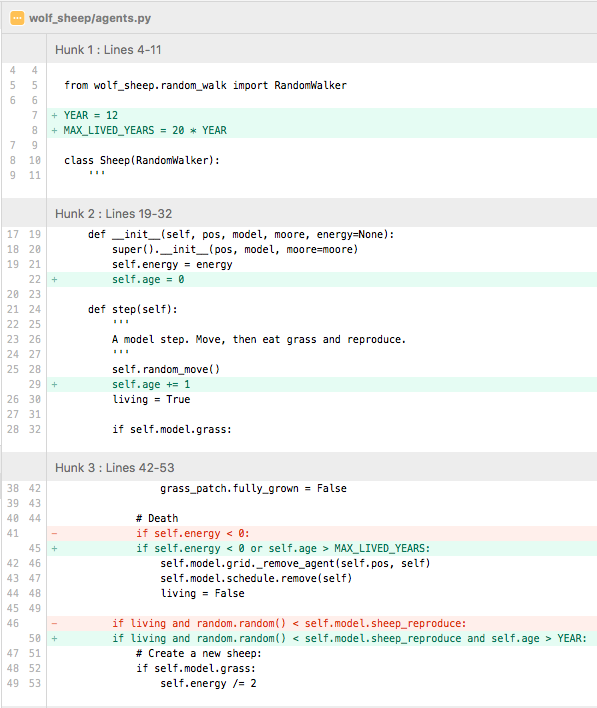 wolf_sheep/agents.py
Hunk 1 : Lines 4-11
4 4
5 5 from wolf_sheep.random_walk import RandomWalker
6 6
7 + YEAR = 12
8 + MAX_LIVED_YEARS = 20 * YEAR
7 9
8 10 class Sheep(RandomWalker):
9 11 '''
Hunk 2 : Lines 19-32
17 19 def __init__(self, pos, model, moore, energy=None):
18 20 super().__init__(pos, model, moore=moore)
19 21 self.energy = energy
22 + self.age = 0
20 23
21 24 def step(self):
22 25 '''
23 26 A model step. Move, then eat grass and reproduce.
24 27 '''
25 28 self.random_move()
29 + self.age += 1
26 30 living = True
27 31
28 32 if self.model.grass:
Hunk 3 : Lines 42-53
38 42 grass_patch.fully_grown = False
39 43
40 44 # Death
41 - if self.energy < 0:
45 + if self.energy < 0 or self.age > MAX_LIVED_YEARS:
42 46 self.model.grid._remove_agent(self.pos, self)
43 47 self.model.schedule.remove(self)
44 48 living = False
45 49
46 - if living and random.random() < self.model.sheep_reproduce:
50 + if living and random.random() < self.model.sheep_reproduce and self.age > YEAR:
47 51 # Create a new sheep:
48 52 if self.model.grass:
49 53 self.energy /= 2